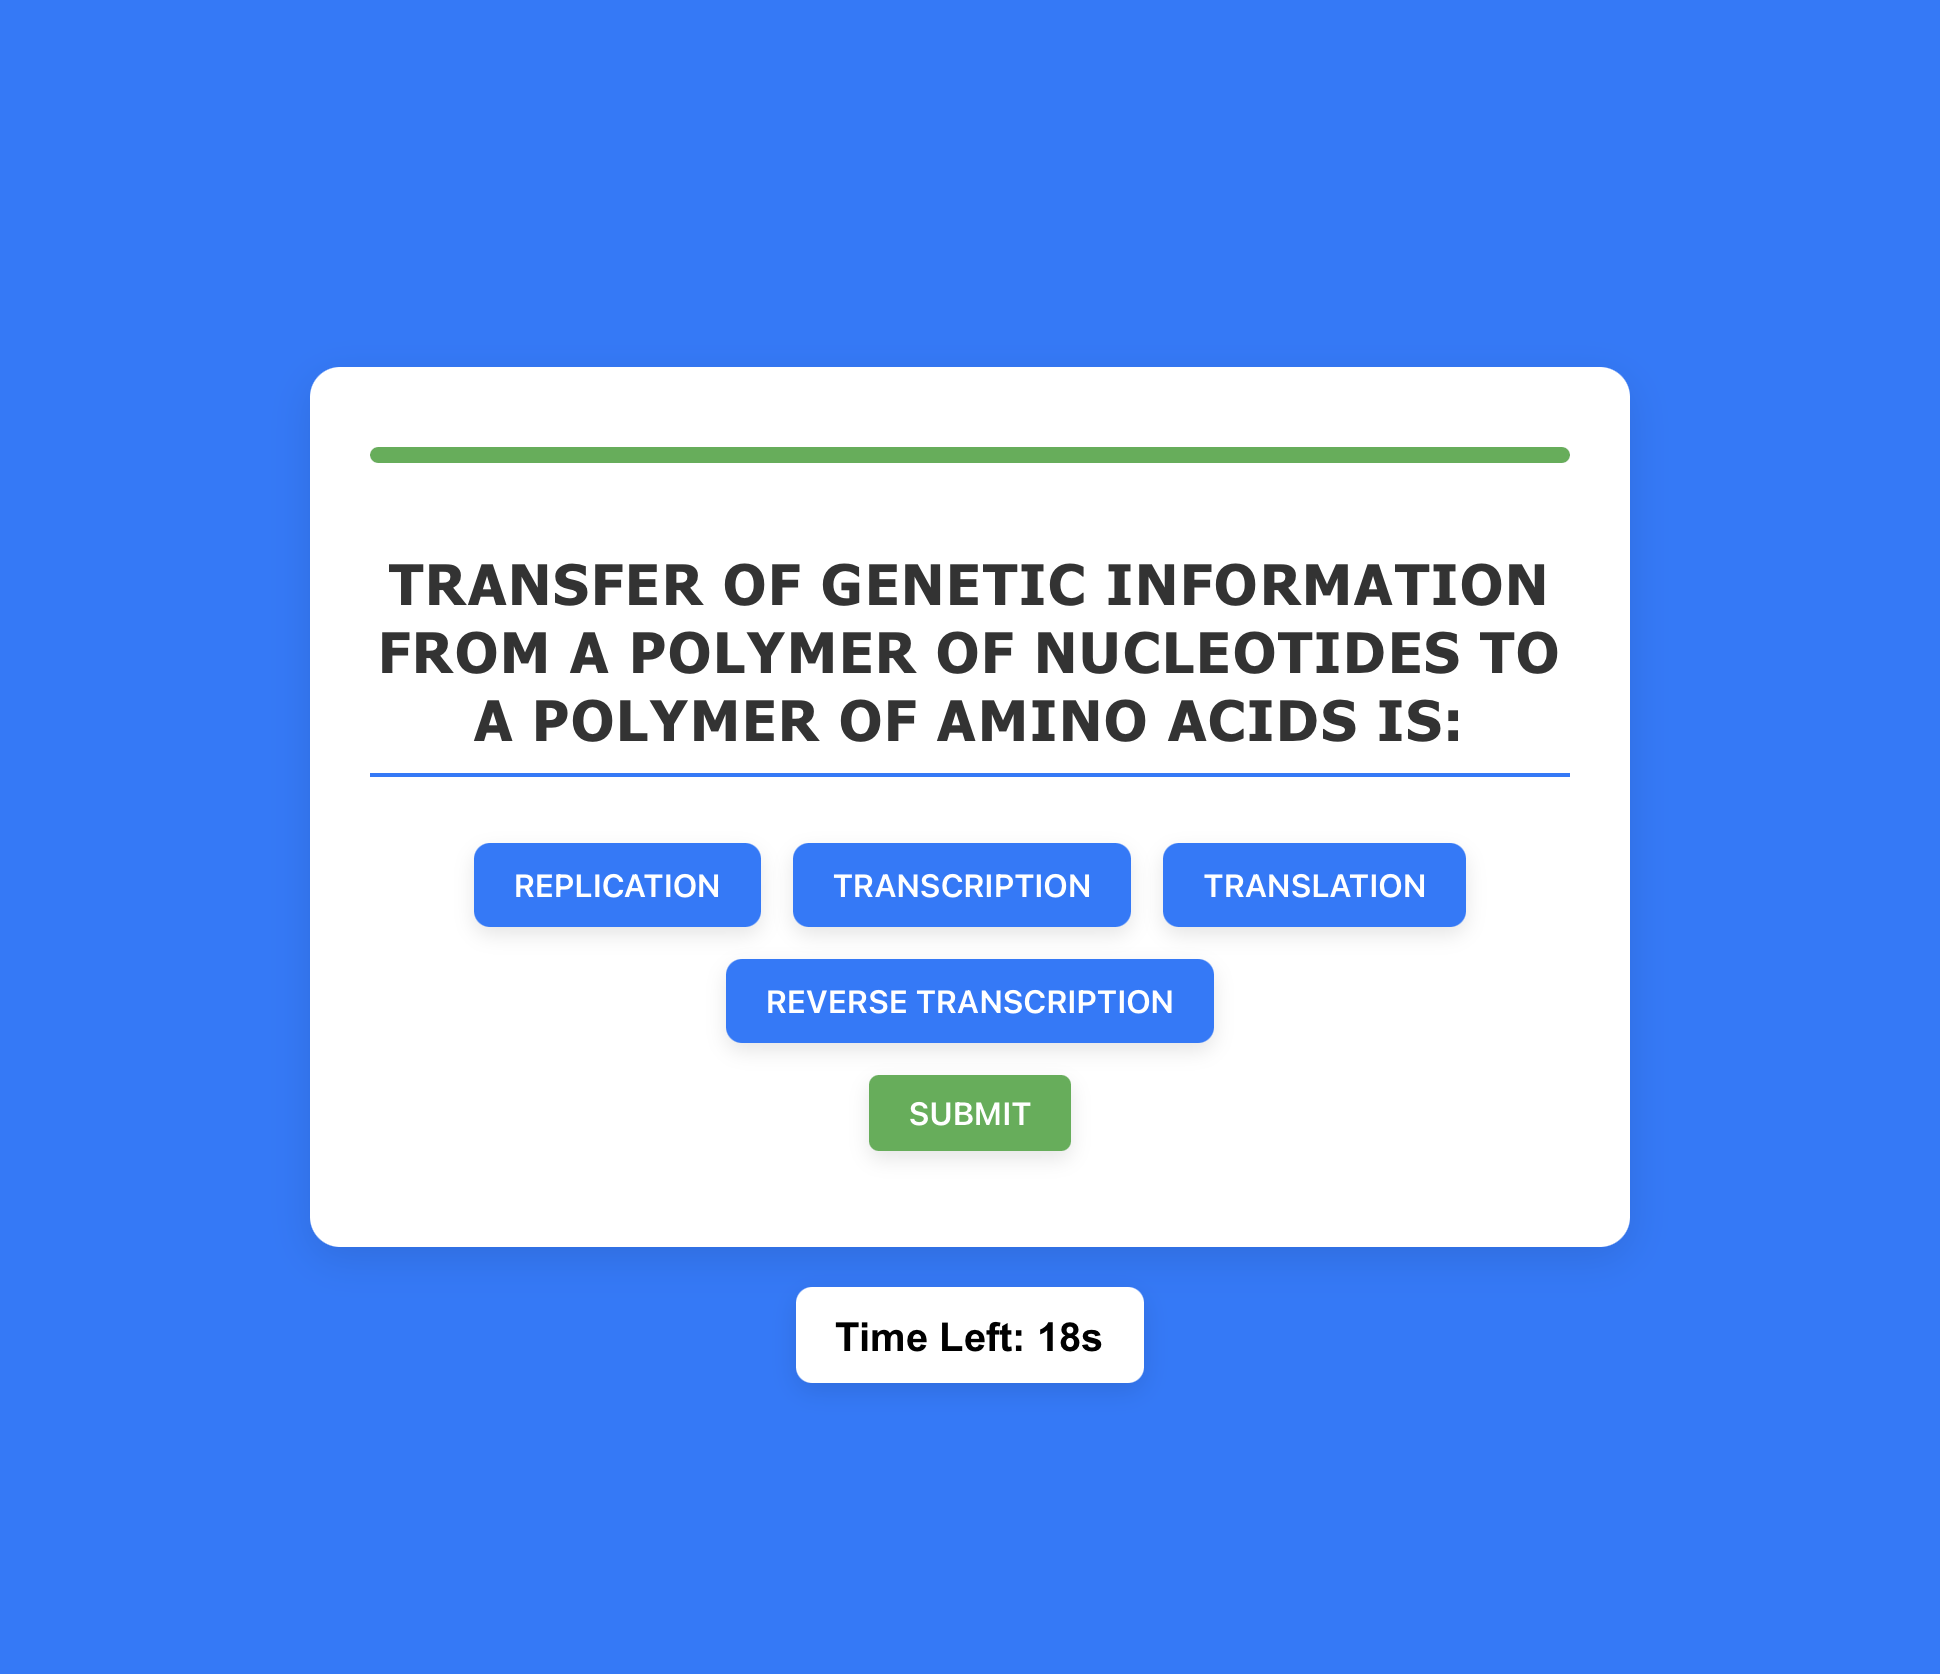 TRANSFER OF GENETIC INFORMATION
FROM A POLYMER OF NUCLEOTIDES TO
A POLYMER OF AMINO ACIDS IS:
REPLICATION
TRANSCRIPTION
TRANSLATION
REVERSE TRANSCRIPTION
SUBMIT
Time Left: 18s